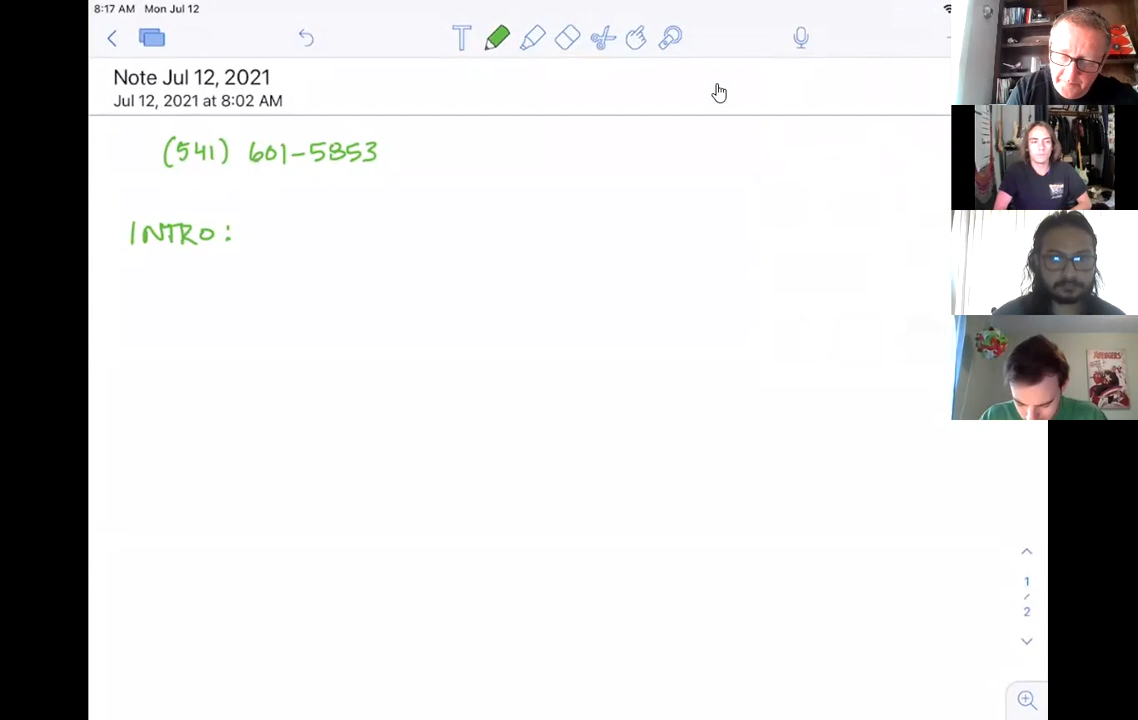 8:17 AM Mon Jul 12
Note Jul 12, 2021
Jul 12, 2021 at 8:02 AM
(541) 601-5853
INTRO:
T
1
/
2
AVENGERS